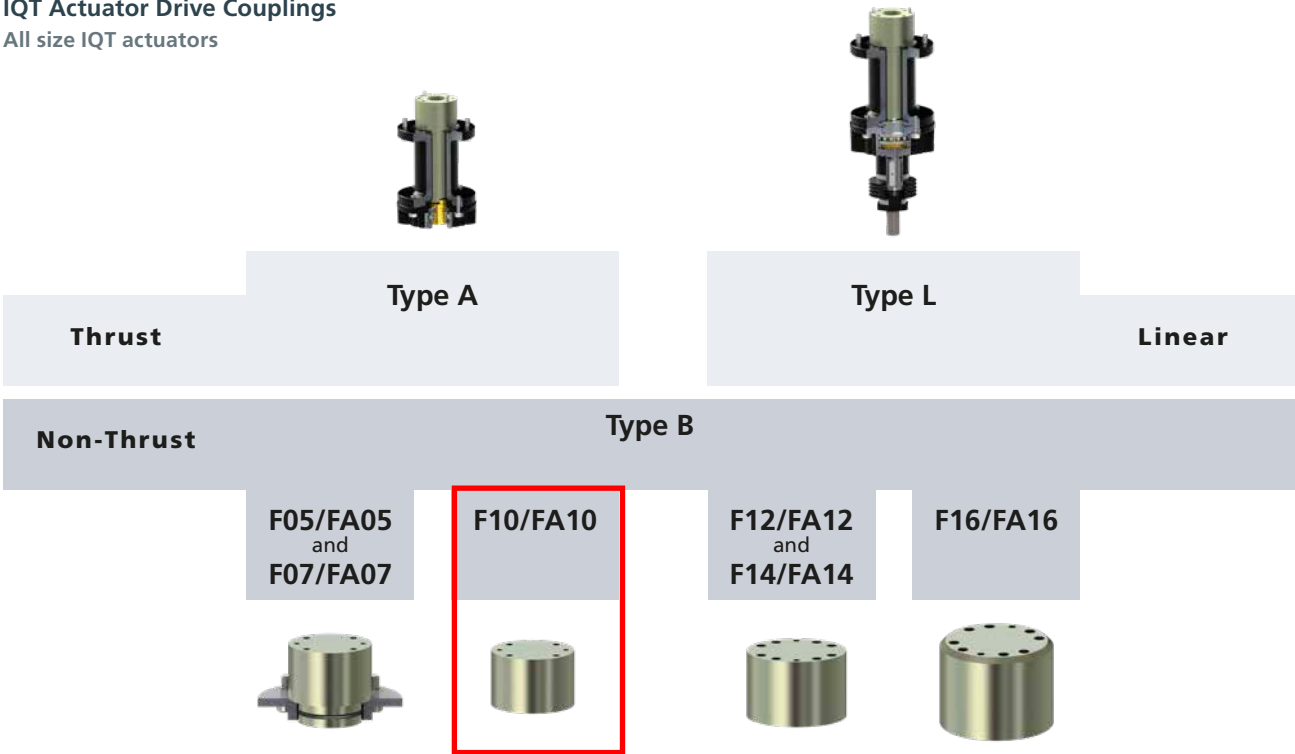 IQT Actuator Drive Couplings
All size IQT actuators
Type A
Type L
Thrust
Linear
Type B
Non-Thrust
F05/FA05
and
F07/FA07
F10/FA10
F12/FA12
and
F14/FA14
F16/FA16